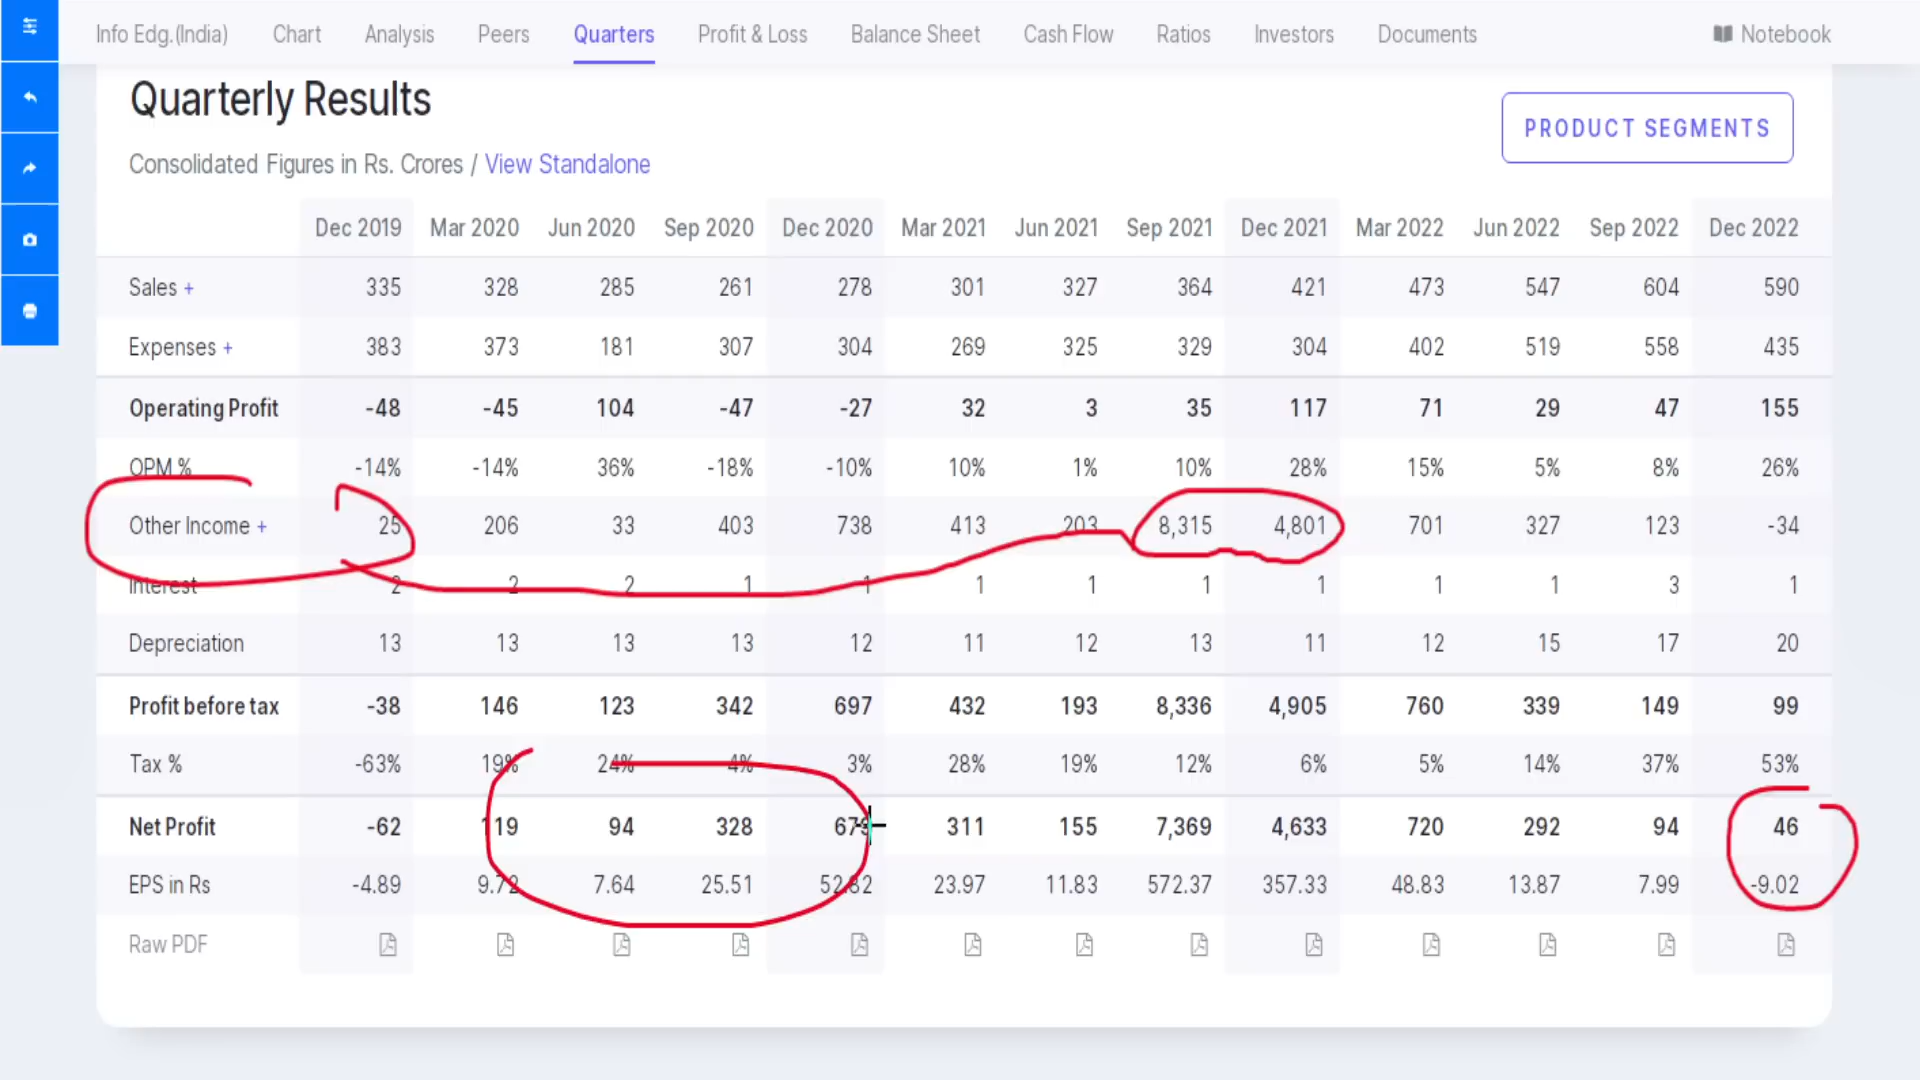 Info Edg.(India) Chart Analysis Peers Quarters Profit & Loss Balance Sheet Cash Flow Ratios Investors Documents Notebook
Quarterly Results
PRODUCT SEGMENTS
Consolidated Figures in Rs. Crores / View Standalone
Dec 2019 Mar 2020 Jun 2020 Sep 2020 Dec 2020 Mar 2021 Jun 2021 Sep 2021 Dec 2021 Mar 2022 Jun 2022 Sep 2022 Dec 2022
Sales + 335 328 285 261 278 301 327 364 421 473 547 604 590
Expenses + 383 373 181 307 304 269 325 329 304 402 519 558 435
Operating Profit -48 -45 104 -47 -27 32 3 35 117 71 29 47 155
OPM % -14% -14% 36% -18% -10% 10% 1% 10% 28% 15% 5% 8% 26%
Other Income + 25 206 33 403 738 413 203 8,315 4,801 701 327 123 -34
Interest 2 2 2 1 1 1 1 1 1 1 1 3 1
Depreciation 13 13 13 13 12 11 12 13 11 12 15 17 20
Profit before tax -38 146 123 342 697 432 193 8,336 4,905 760 339 149 99
Tax % -63% 19% 24% 4% 3% 28% 19% 12% 6% 5% 14% 37% 53%
Net Profit -62 119 94 328 311 155 7,369 4,633 720 292 94 46
EPS in Rs -4.89 9.72 7.64 25.51 52.82 23.97 11.83 572.37 357.33 48.83 13.87 7.99 -9.02
Raw PDF